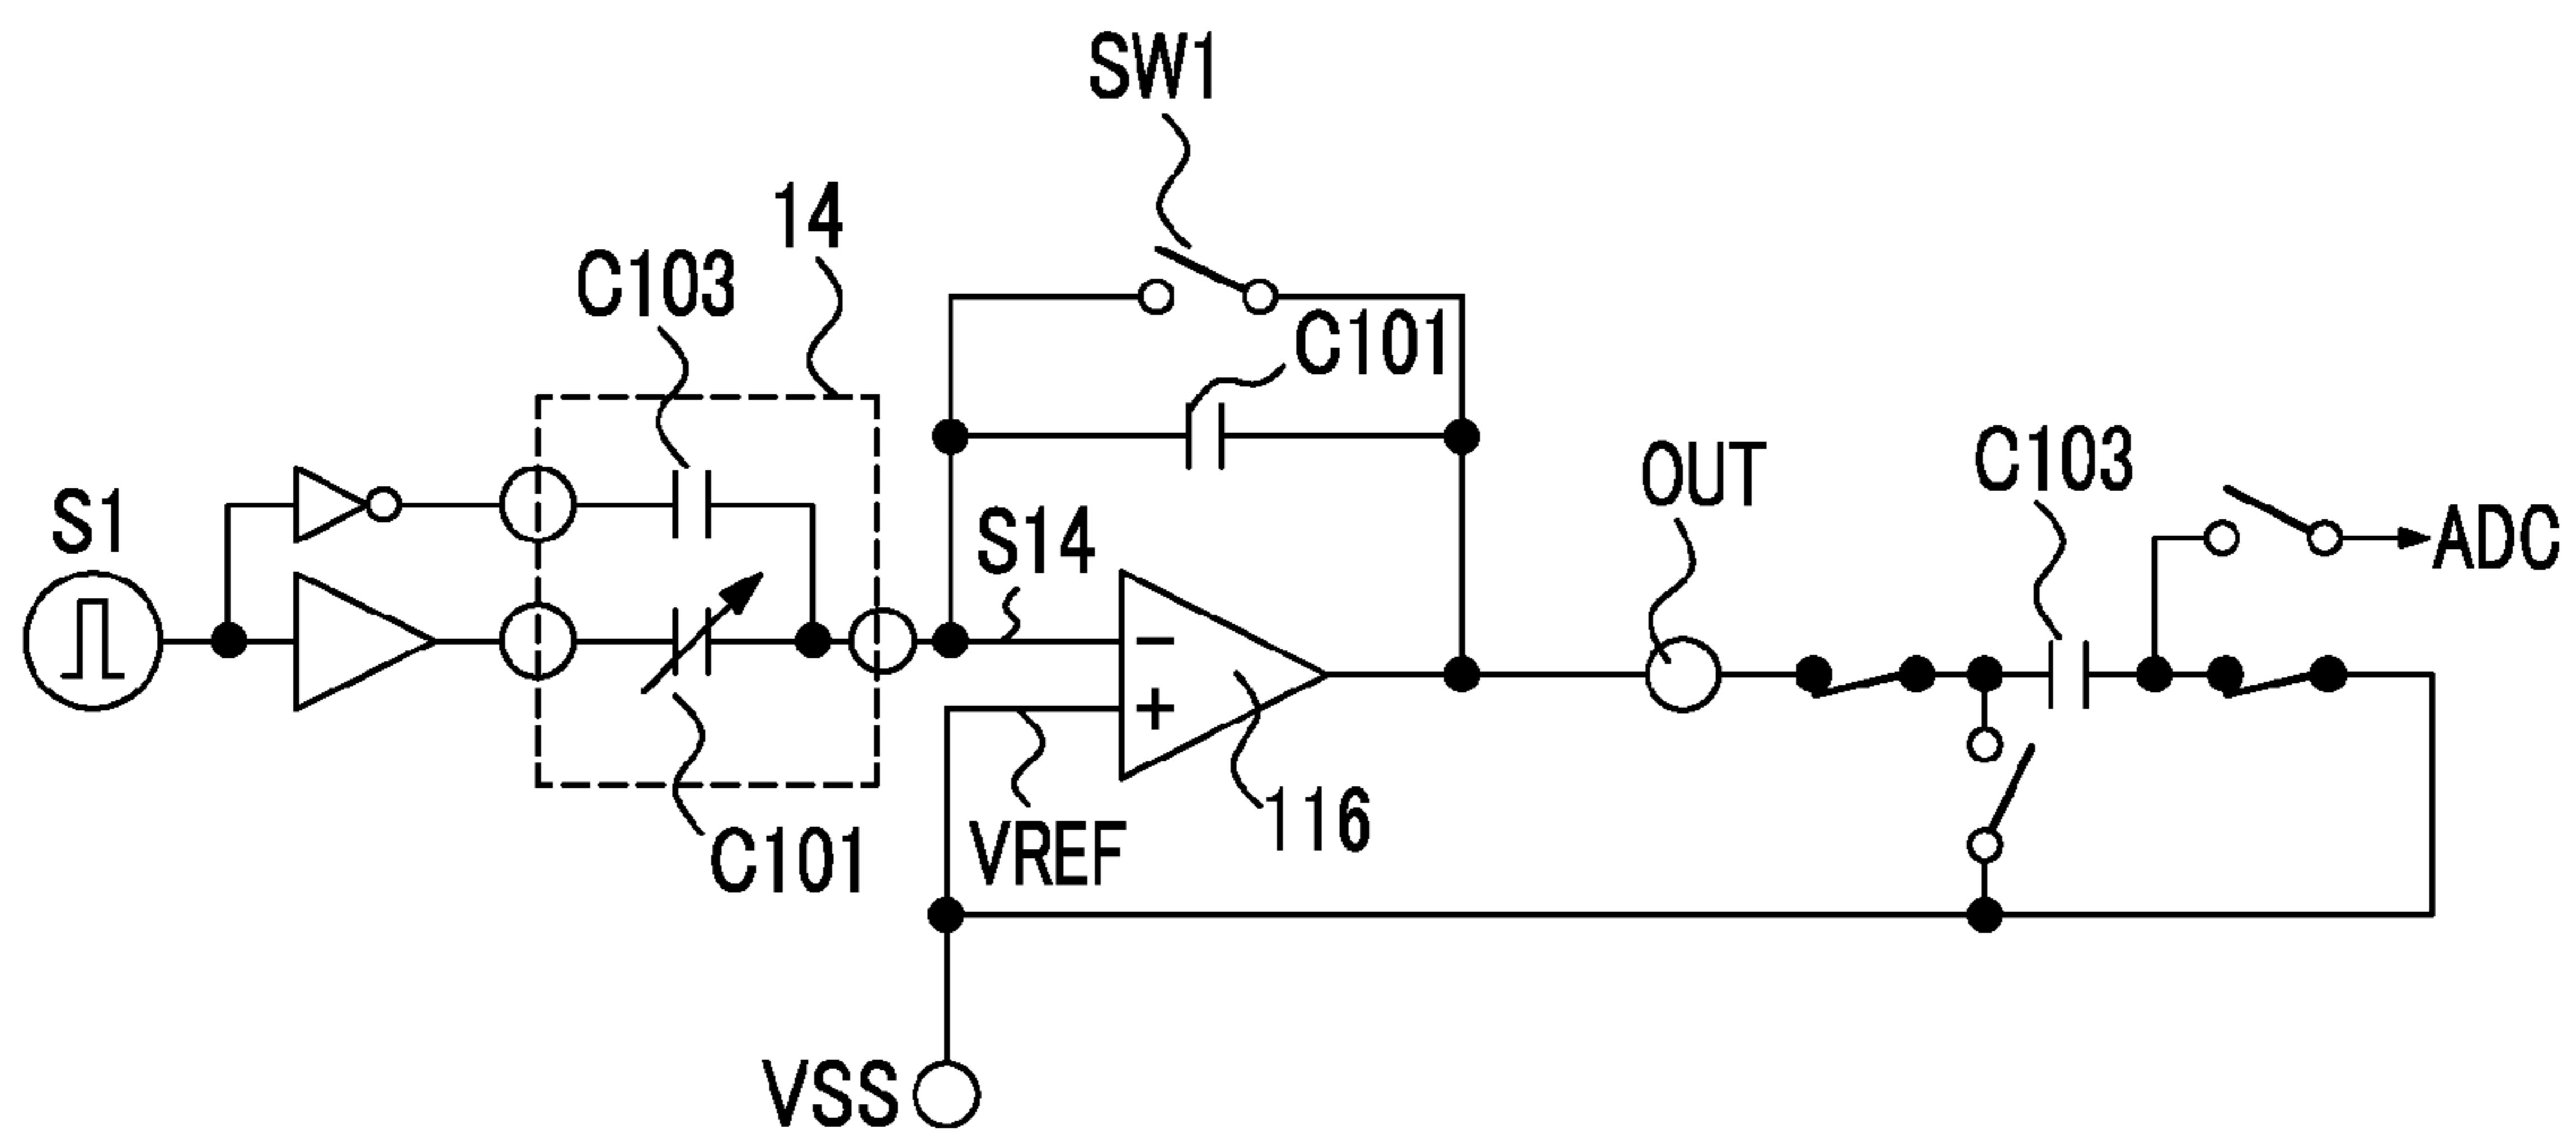 SW1
14
C103
C101
OUT
C103
S1
S14
ADC
-
+
C101
VREF
116
VSS